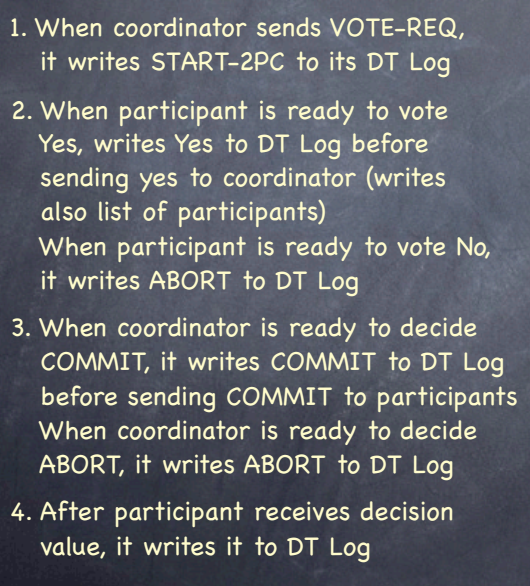 1. When coordinator sends VOTE-REQ,
it writes START-2PC to its DT Log
2. When participant is ready to vote
Yes, writes Yes to DT Log before
sending yes to coordinator (writes
also list of participants)
When participant is ready to vote No,
it writes ABORT to DT Log
3. When coordinator is ready to decide
COMMIT, it writes COMMIT to DT Log
before sending COMMIT to participants
When coordinator is ready to decide
ABORT, it writes ABORT to DT Log
4. After participant receives decision
value, it writes it to DT Log